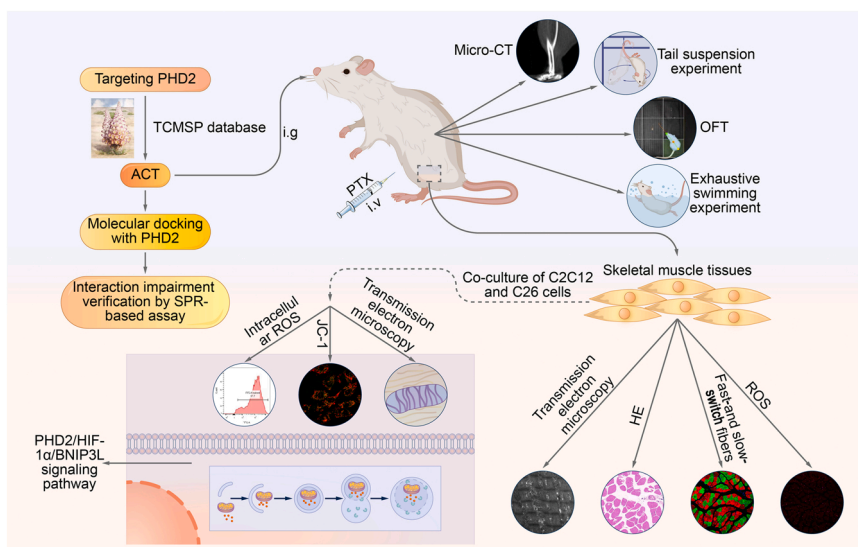 Targeting PHD2
TCMSP database
i.g
ACT
Molecular docking
with PHD2
Interaction impairment
verification by SPR-
based assay
PTX
i.v
Micro-CT
Tail suspension
experiment
OFT
Exhaustive
swimming
experiment
Skeletal muscle tissues
Co-culture of C2C12
and C26 cells
Intracellul
ar ROS
JC-1
Transmission
electron
microscopy
PHD2/HIF-
1α/BNIP3L
signaling
pathway
Transmission
electron
microscopy
HE
Fast-and slow-
switch fibers
ROS